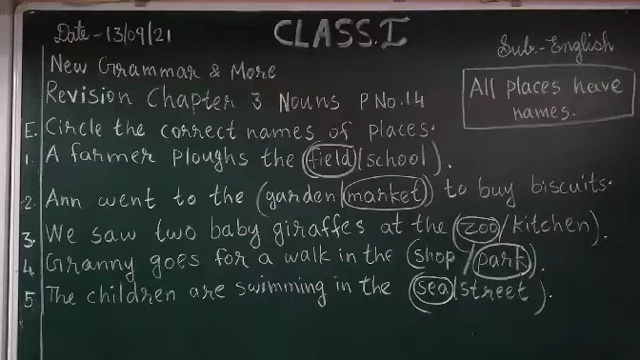 Date - 13/09/21
CLASS.I
Sub:- English
New Grammar & More
Revision Chapter 3 Nouns P No.14
All places have names.
E. Circle the correct names of places.
1. A farmer ploughs the (field/school).
2. Ann went to the (garden/market) to buy biscuits.
3. We saw two baby giraffes at the (zoo/kitchen).
4. Granny goes for a walk in the (shop/park).
5. The children are swimming in the (sea/street).